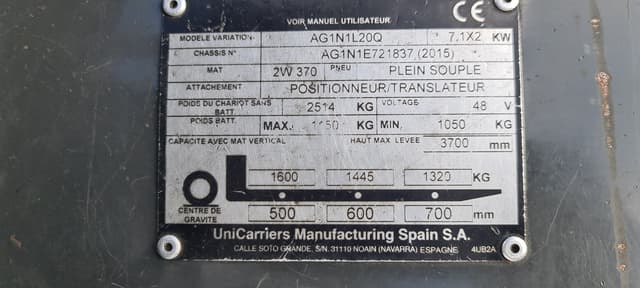 VOIR MANUEL UTILISATEUR
CE
MODELE VARIATION AG1N1L20Q 7,1X2 KW
CHASSIS N° AG1N1E721837 (2015)
MAT 2W 370 PNEU PLEIN SOUPLE
ATTACHEMENT POSITIONNEUR/TRANSLATEUR
POIDS DU CHARIOT SANS BATT. 2514 KG VOLTAGE 48 V
POIDS BATT. MAX. KG MIN. 1050 KG
CAPACITE AVEC MAT VERTICAL HAUT MAX LEVEE 3700 mm
1600 1445 1320 KG
CENTRE DE GRAVITE 500 600 700 mm
UniCarriers Manufacturing Spain S.A.
CALLE SOTO GRANDE, S/N. 31110 NOAIN (NAVARRA) ESPAGNE 4UB2A